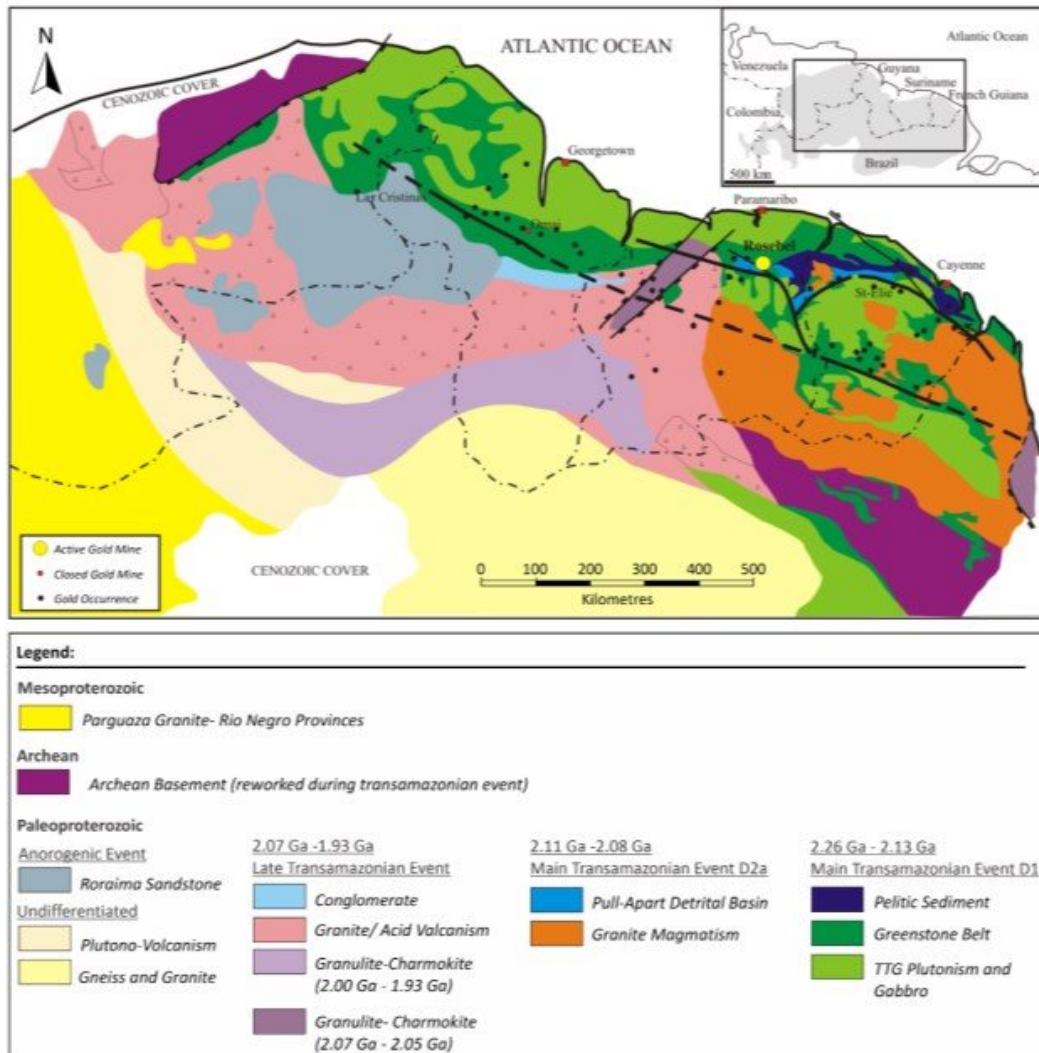 N
ATLANTIC OCEAN
CENOZOIC COVER
Atlantic Ocean
Venezuela
Guyana
Suriname
French Guiana
Colombia
Brazil
500 km
Georgetown
Las Cristinas
Omai
Paramaribo
Rosebel
Cayenne
St-Elie
Active Gold Mine
Closed Gold Mine
Gold Occurrence
CENOZOIC COVER
0 100 200 300 400 500
Kilometres
Legend:
Mesoproterozoic
Parguaza Granite- Rio Negro Provinces
Archean
Archean Basement (reworked during transamazonian event)
Paleoproterozoic
Anorogenic Event
Roraima Sandstone
Undifferentiated
Plutono-Volcanism
Gneiss and Granite
2.07 Ga -1.93 Ga
Late Transamazonian Event
Conglomerate
Granite/ Acid Valcanism
Granulite-Charmokite
(2.00 Ga - 1.93 Ga)
Granulite- Charmokite
(2.07 Ga - 2.05 Ga)
2.11 Ga -2.08 Ga
Main Transamazonian Event D2a
Pull-Apart Detrital Basin
Granite Magmatism
2.26 Ga - 2.13 Ga
Main Transamazonian Event D1
Pelitic Sediment
Greenstone Belt
TTG Plutonism and
Gabbro